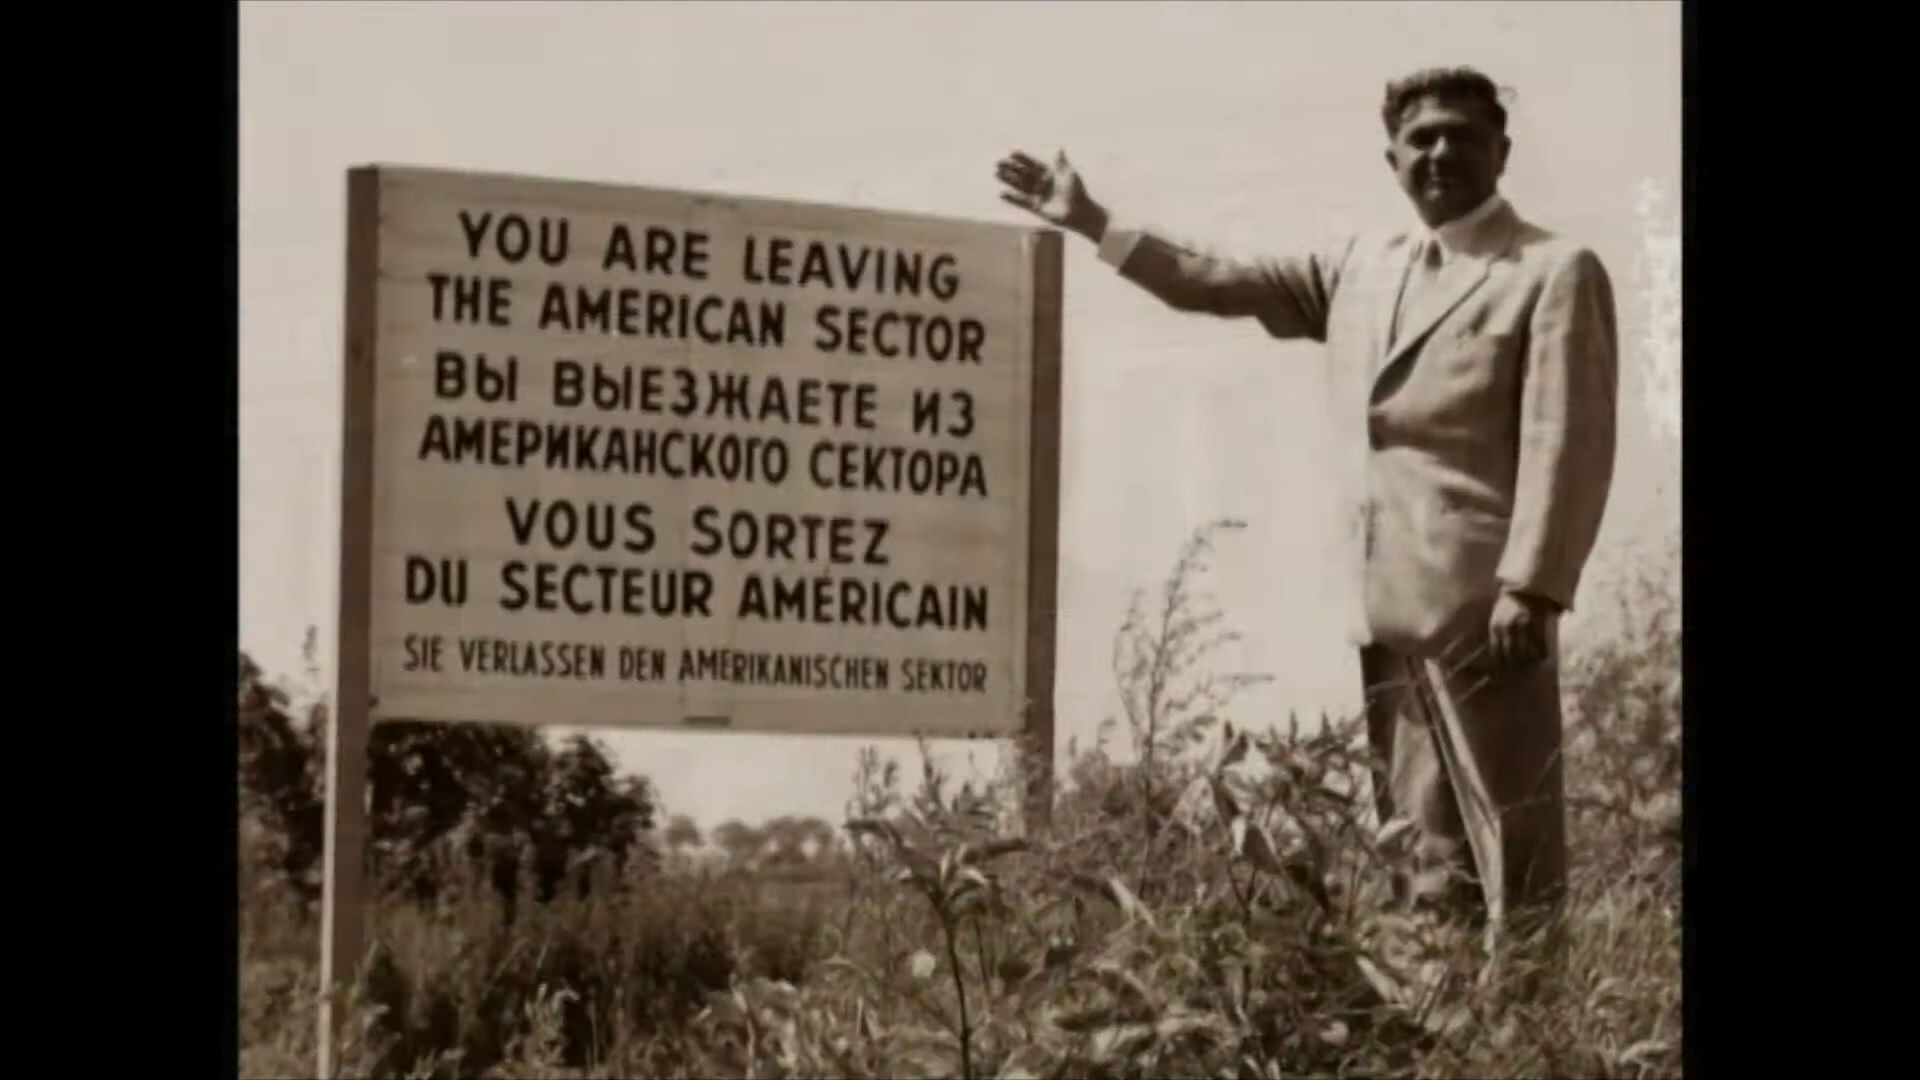 YOU ARE LEAVING
THE AMERICAN SECTOR
ВЫ ВЫЕЗЖАЕТЕ ИЗ
АМЕРИКАНСКОГО СЕКТОРА
VOUS SORTEZ
DU SECTEUR AMÉRICAIN
SIE VERLASSEN DEN AMERIKANISCHEN SEKTOR